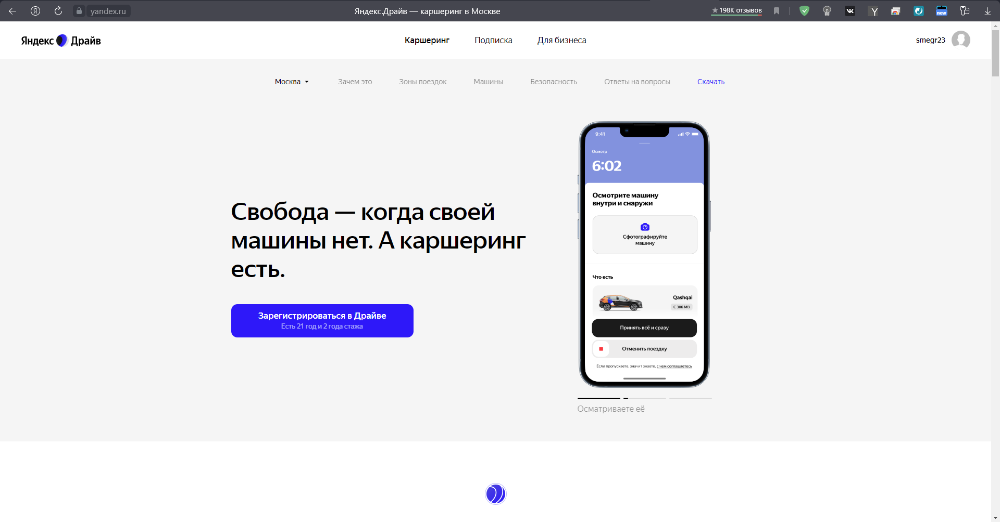 yandex.ru
Яндекс.Драйв — каршеринг в Москве
★198К отзывов
Y
new
Яндекс Драйв
Каршеринг
Подписка
Для бизнеса
smegr23
Москва
Зачем это
Зоны поездок
Машины
Безопасность
Ответы на вопросы
Скачать
Свобода — когда своей
машины нет. А каршеринг
есть.
Зарегистрироваться в Драйве
Есть 21 год и 2 года стажа
9:41
Осмотр
6:02
Осмотрите машину
внутри и снаружи
Сфотографируйте
машину
Что есть
Qashqai
С 306 МВ
Принять всё и сразу
Отменить поездку
Если пропускаете, значит знаете, с чем соглашаетесь
Осматриваете её